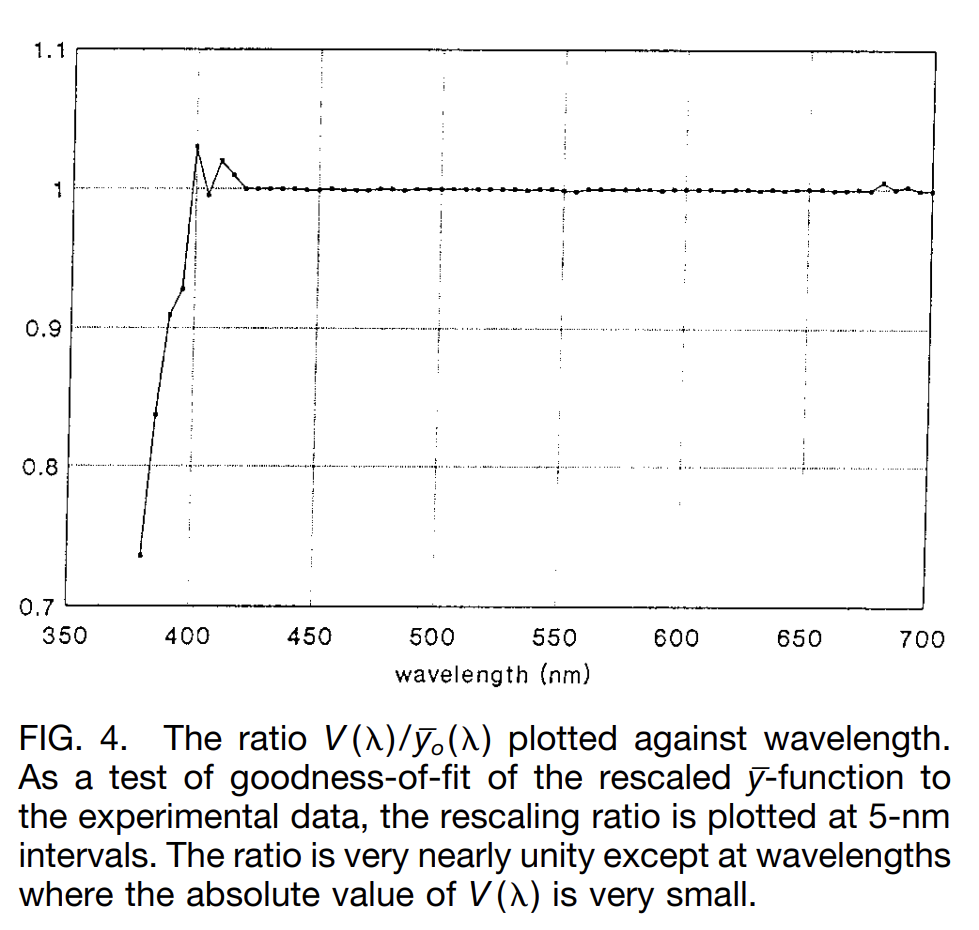 1.1
1
0.9
0.8
0.7
350 400 450 500 550 600 650 700
wavelength (nm)
FIG. 4. The ratio V(λ)/ȳₒ(λ) plotted against wavelength.
As a test of goodness-of-fit of the rescaled ȳ-function to
the experimental data, the rescaling ratio is plotted at 5-nm
intervals. The ratio is very nearly unity except at wavelengths
where the absolute value of V(λ) is very small.